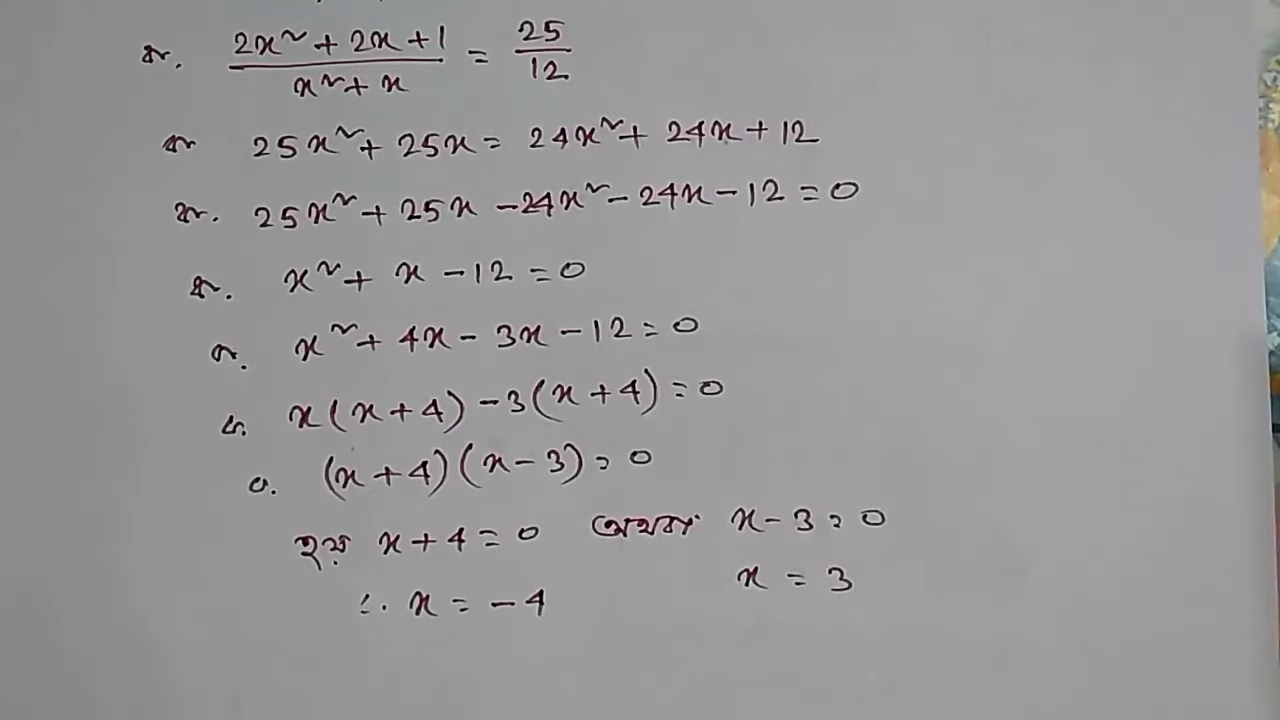 বা. 2x²+2x+1/x²+x = 25/12
বা 25x²+ 25x = 24x²+ 24x+12
বা. 25x²+25x -24x²-24x-12=0
বা. x²+ x -12=0
বা. x²+ 4x- 3x-12=0
বা. x(x+4)-3(x+4)=0
বা. (x+4)(x-3)=0
হয় x+4=0 অথবা x-3=0
∴ x=-4 x=3